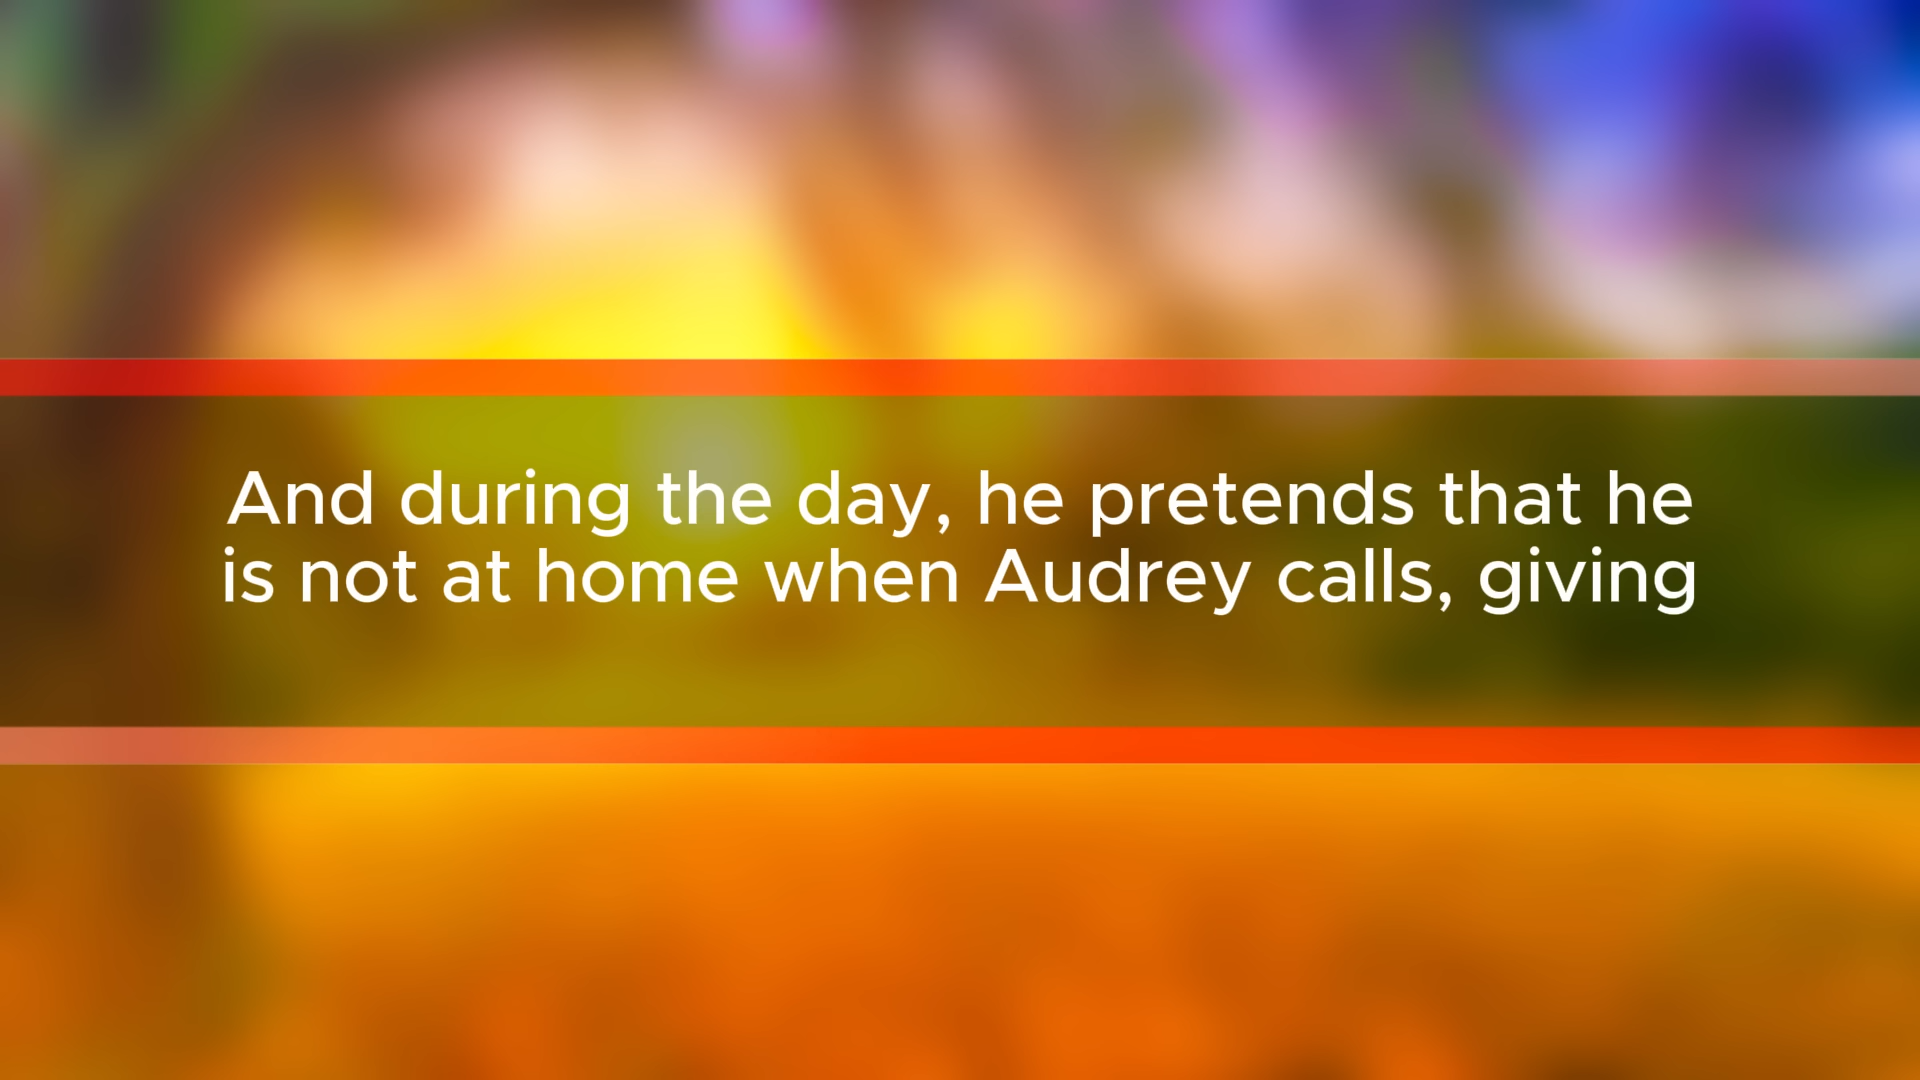 And during the day, he pretends that he
is not at home when Audrey calls, giving